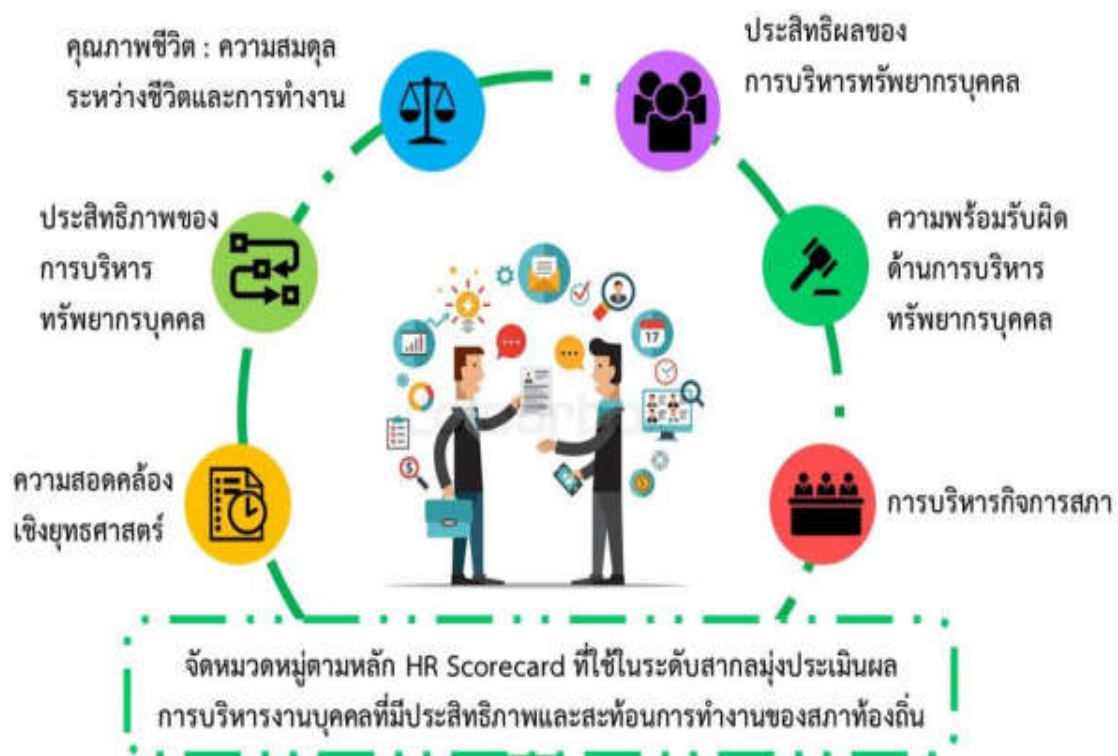 คุณภาพชีวิต : ความสมดุล
ระหว่างชีวิตและการทำงาน
ประสิทธิผลของ
การบริหารทรัพยากรบุคคล
ประสิทธิภาพของ
การบริหาร
ทรัพยากรบุคคล
ความพร้อมรับผิด
ด้านการบริหาร
ทรัพยากรบุคคล
17
ความสอดคล้อง
เชิงยุทธศาสตร์
การบริหารกิจการสภา
จัดหมวดหมู่ตามหลัก HR Scorecard ที่ใช้ในระดับสากลมุ่งประเมินผล
การบริหารงานบุคคลที่มีประสิทธิภาพและสะท้อนการทำงานของสภาท้องถิ่น